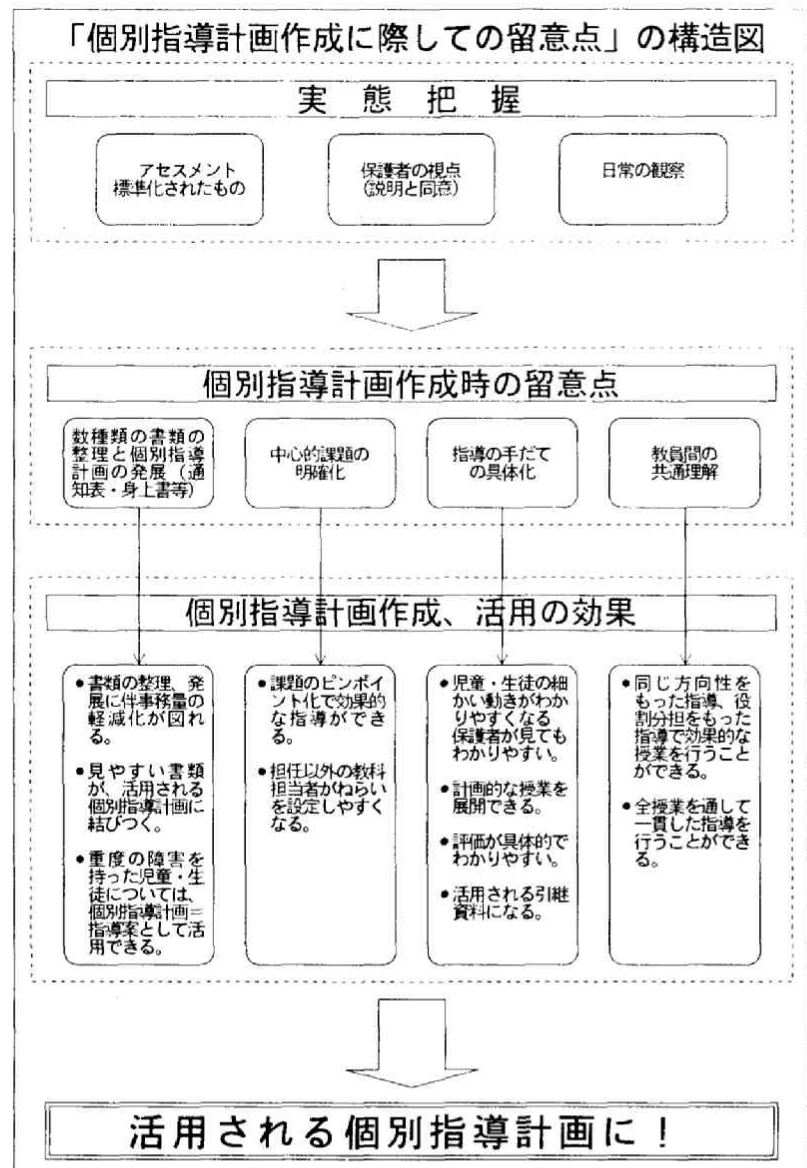 「個別指導計画作成に際しての留意点」の構造図
実態把握
アセスメント
標準化されたもの
保護者の視点
(説明と同意)
日常の観察
個別指導計画作成時の留意点
数種類の書類の
整理と個別指導
計画の発展（通
知表・身上書等）
中心的課題の
明確化
指導の手だて
の具体化
教員間の
共通理解
個別指導計画作成、活用の効果
●書類の整理、発
展に伴事務量の
軽減化が図れ
る。
●見やすい書類
が、活用される
個別指導計画に
結びつく。
●重度の障害を
持った児童・生
徒については、
個別指導計画＝
指導案として活
用できる。
●課題のピンポイ
ント化で効果的
な指導ができ
る。
●担任以外の教科
担当者がねらい
を設定しやすく
なる。
●児童・生徒の細
かい動きがわか
りやすくなる
保護者が見ても
わかりやすい。
●計画的な授業を
展開できる。
●評価が具体的で
わかりやすい。
●活用される引継
資料になる。
●同じ方向性を
もった指導、役
割分担をもった
指導で効果的な
授業を行うこと
ができる。
●全授業を通して
一貫した指導を
行うことができ
る。
活用される個別指導計画に！